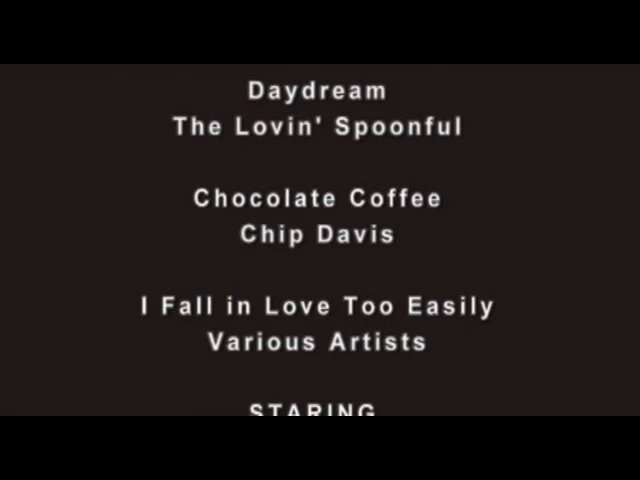 Daydream
The Lovin' Spoonful
Chocolate Coffee
Chip Davis
I Fall in Love Too Easily
Various Artists
STARING